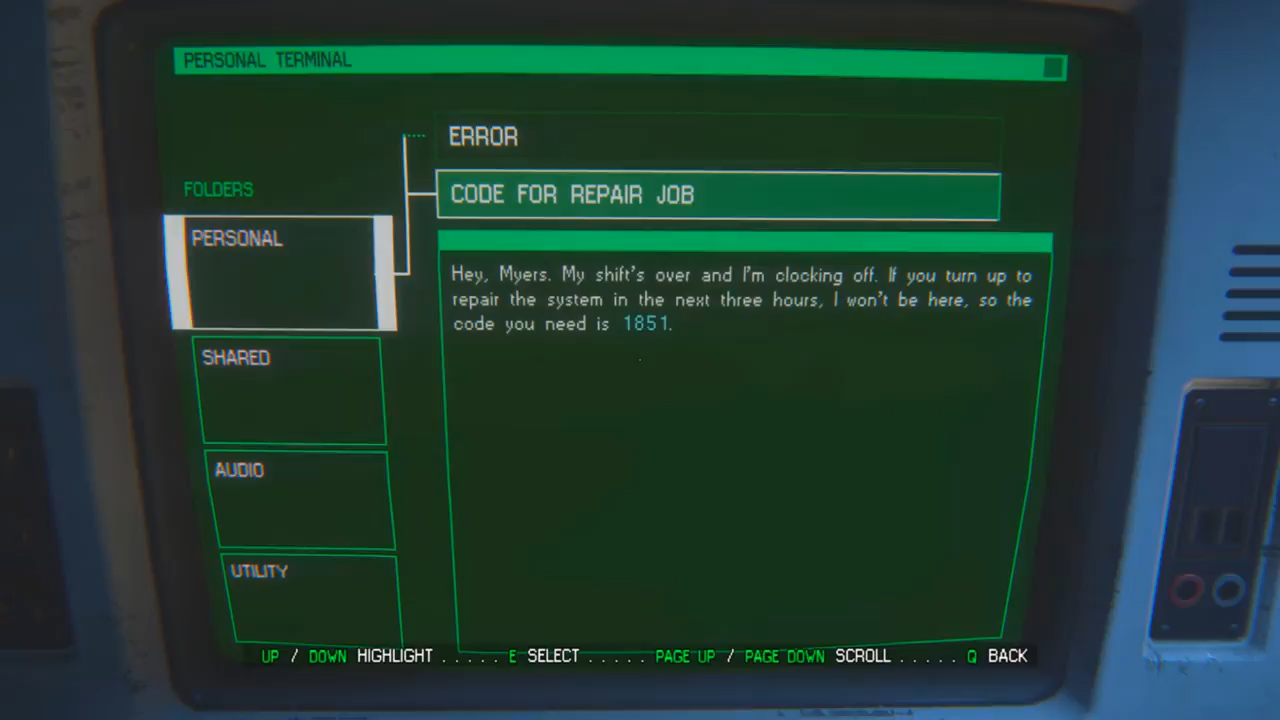 PERSONAL TERMINAL
ERROR
FOLDERS
CODE FOR REPAIR JOB
PERSONAL
Hey, Myers. My shift's over and I'm clocking off. If you turn up to
repair the system in the next three hours, I won't be here, so the
code you need is 1851.
SHARED
AUDIO
UTILITY
UP / DOWN HIGHLIGHT ..... E SELECT ..... PAGE UP / PAGE DOWN SCROLL ..... Q BACK